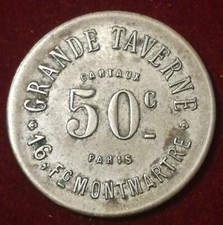 GRANDE TAVERNE
CARTAUX
50C
PARIS
16, FG MONTMARTRE